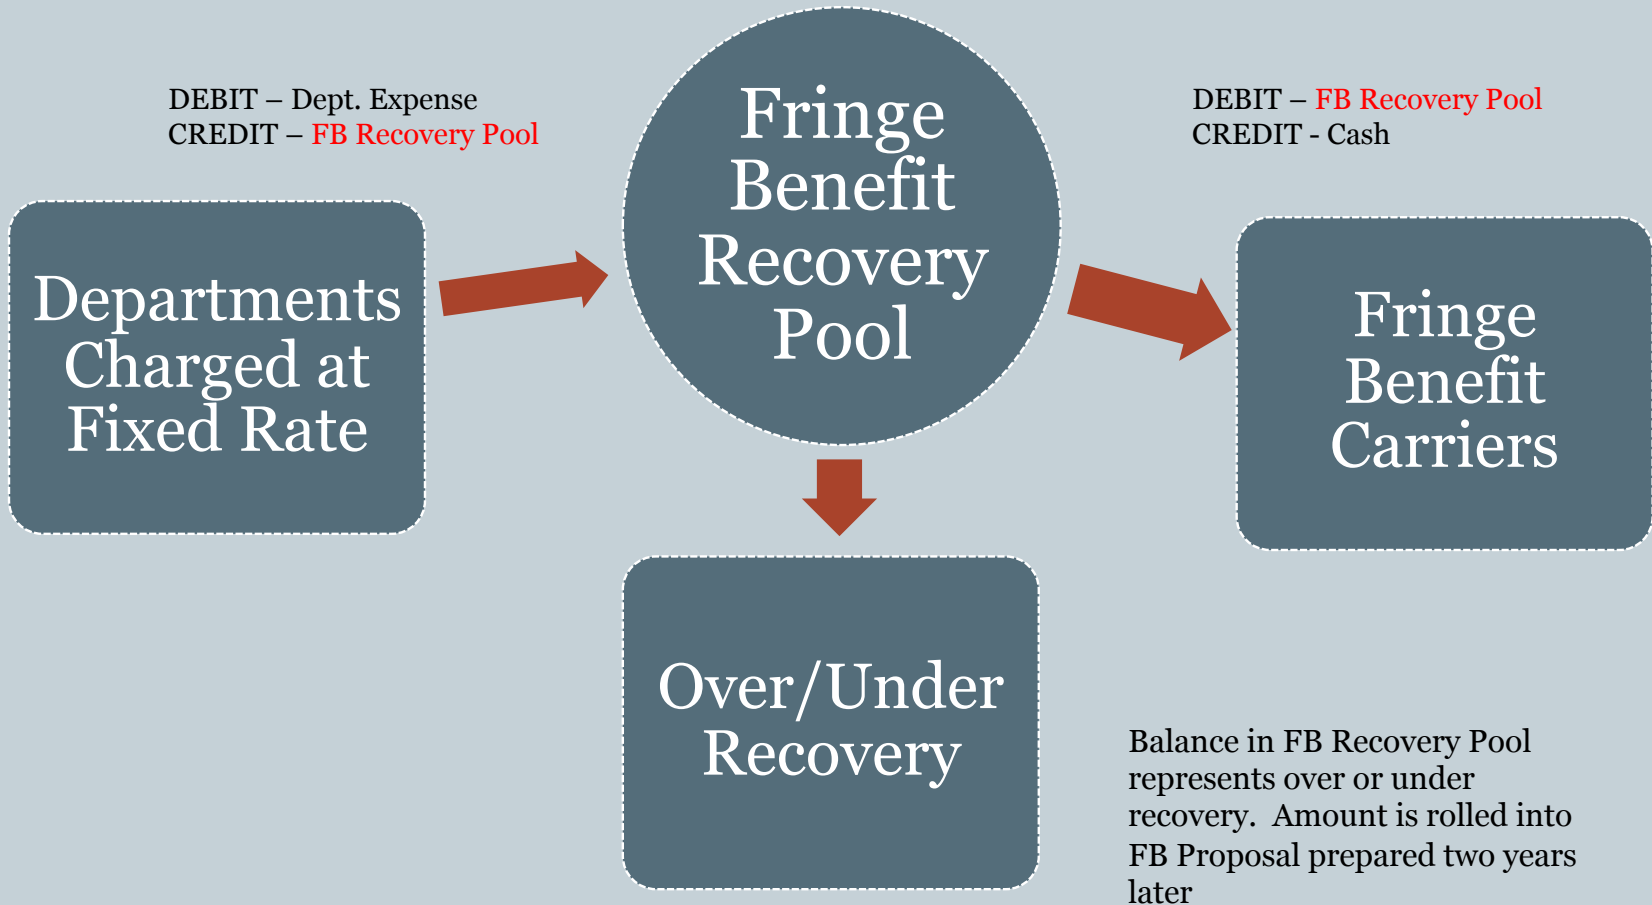 DEBIT – Dept. Expense
CREDIT – FB Recovery Pool
Fringe
Benefit
Recovery
Pool
DEBIT – FB Recovery Pool
CREDIT - Cash
Departments
Charged at
Fixed Rate
Fringe
Benefit
Carriers
Over/Under
Recovery
Balance in FB Recovery Pool
represents over or under
recovery.  Amount is rolled into
FB Proposal prepared two years
later